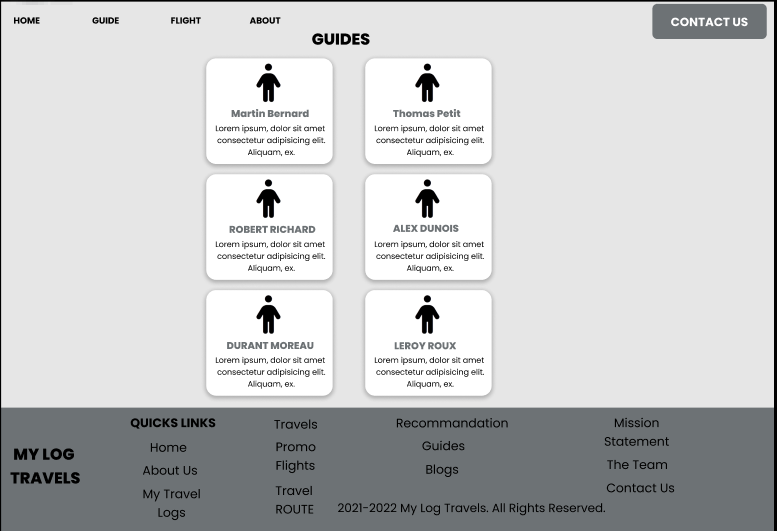 HOME GUIDE FLIGHT ABOUT CONTACT US
GUIDES
Martin Bernard
Lorem ipsum, dolor sit amet
consectetur adipisicing elit.
Aliquam, ex.
Thomas Petit
Lorem ipsum, dolor sit amet
consectetur adipisicing elit.
Aliquam, ex.
ROBERT RICHARD
Lorem ipsum, dolor sit amet
consectetur adipisicing elit.
Aliquam, ex.
ALEX DUNOIS
Lorem ipsum, dolor sit amet
consectetur adipisicing elit.
Aliquam, ex.
DURANT MOREAU
Lorem ipsum, dolor sit amet
consectetur adipisicing elit.
Aliquam, ex.
LEROY ROUX
Lorem ipsum, dolor sit amet
consectetur adipisicing elit.
Aliquam, ex.
MY LOG
TRAVELS
QUICKS LINKS
Home
About Us
My Travel
Logs
Travels
Promo
Flights
Travel
ROUTE
Recommandation
Guides
Blogs
Mission
Statement
The Team
Contact Us
2021-2022 My Log Travels. All Rights Reserved.